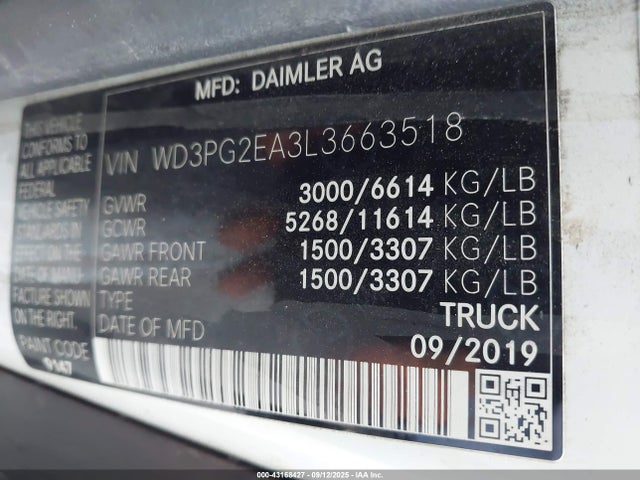 MFD: DAIMLER AG
THIS VEHICLE
CONFORMS TO
ALL APPLICABLE
FEDERAL
VEHICLE SAFETY
STANDARDS IN
EFFECT ON THE
DATE OF MANU-
FACTURE SHOWN
ON THE RIGHT.
PAINT CODE
9147
VIN WD3PG2EA3L3663518
GVWR 3000/6614 KG/LB
GCWR 5268/11614 KG/LB
GAWR FRONT 1500/3307 KG/LB
GAWR REAR 1500/3307 KG/LB
TYPE TRUCK
DATE OF MFD 09/2019
000-43168427 - 09/12/2025 - IAA Inc.